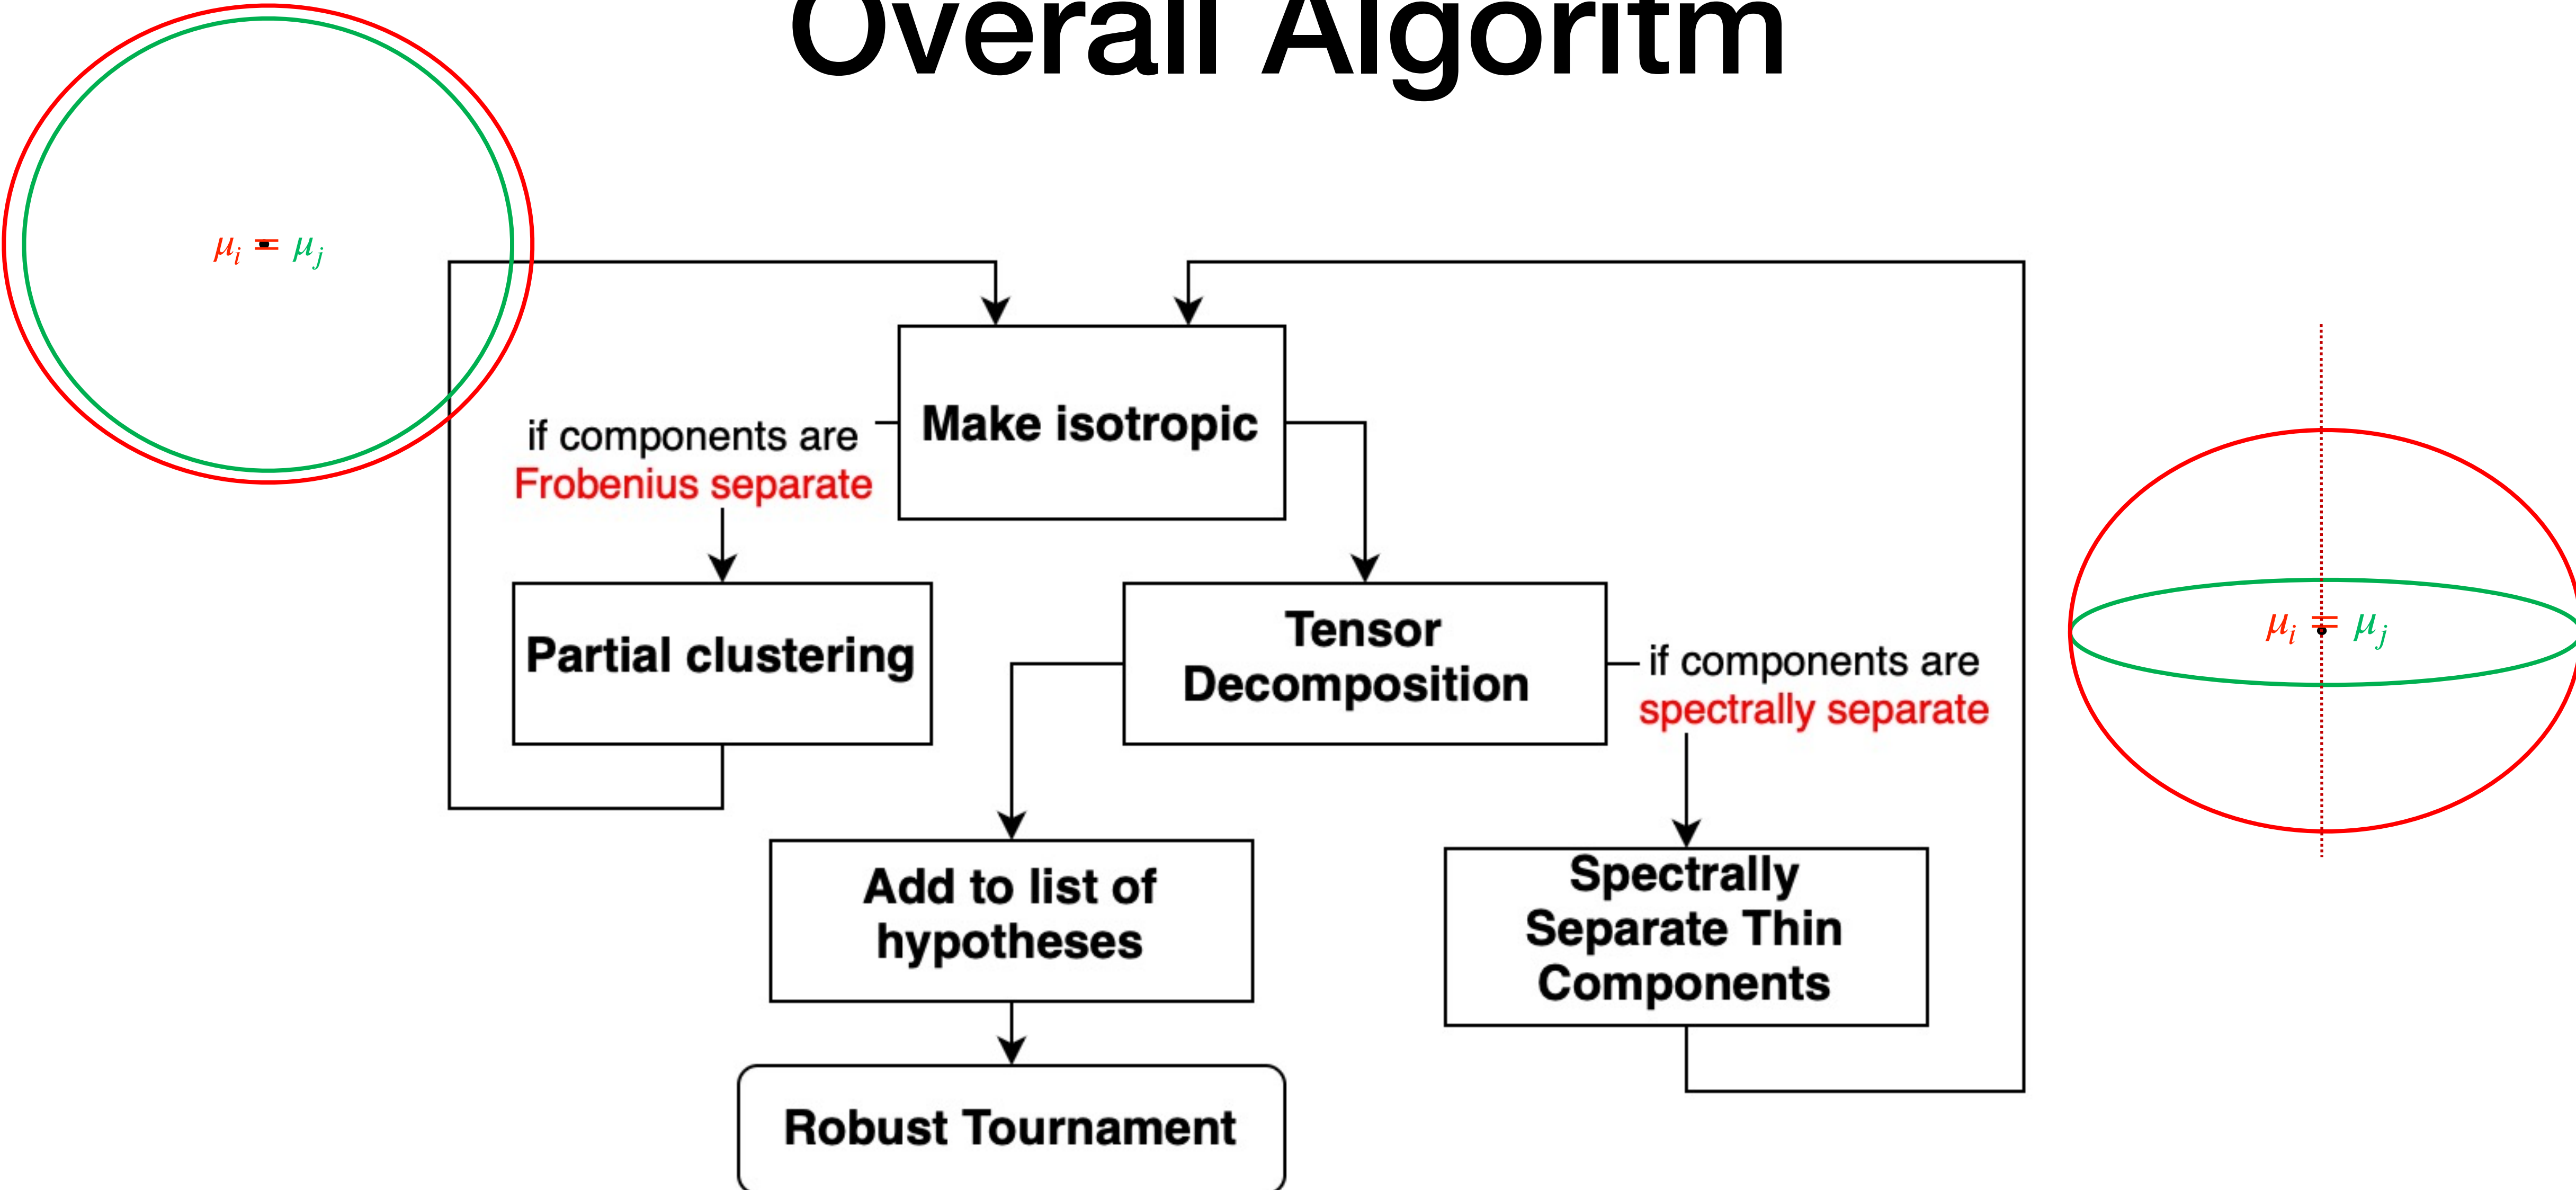 Overall Algoritm
μi = μj
Make isotropic
if components are
Frobenius separate
Partial clustering
Tensor
Decomposition
if components are
spectrally separate
μi = μj
Add to list of
hypotheses
Spectrally
Separate Thin
Components
Robust Tournament